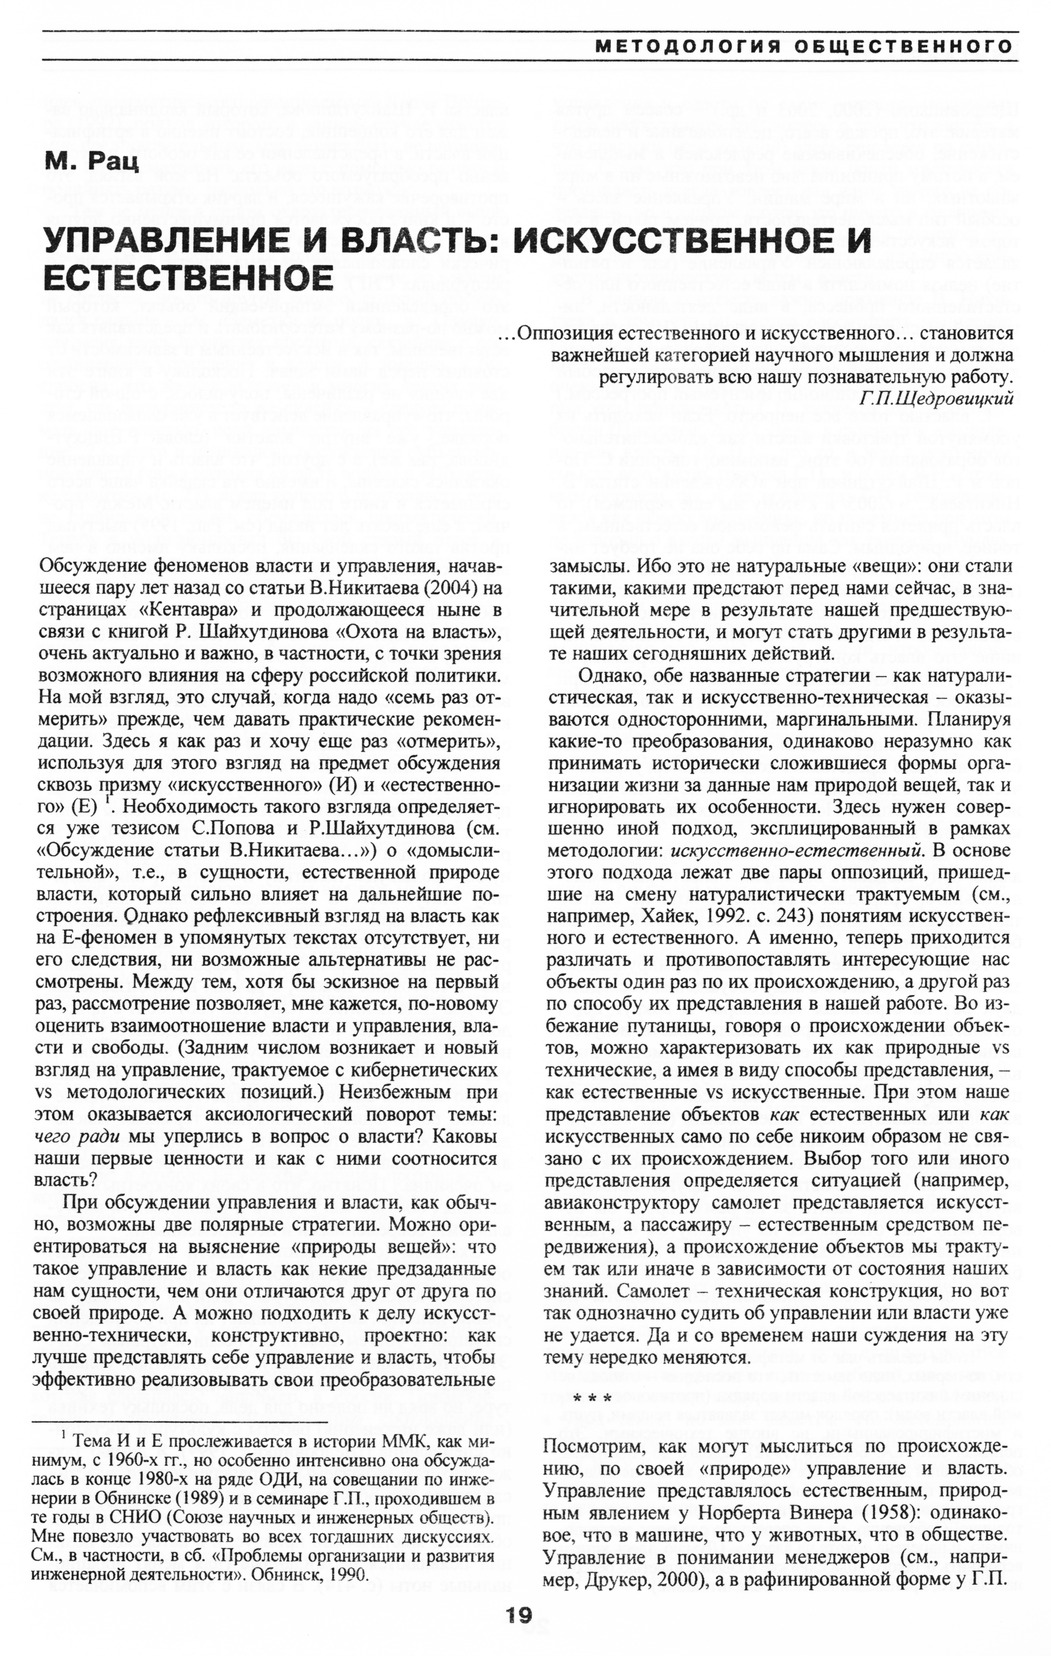 МЕТОДОЛОГИЯ ОБЩЕСТВЕННОГО
М. Рац
УПРАВЛЕНИЕ И ВЛАСТЬ: ИСКУССТВЕННОЕ И
ЕСТЕСТВЕННОЕ
…Оппозиция естественного и искусственного… становится
важнейшей категорией научного мышления и должна
регулировать всю нашу познавательную работу.
Г.П.Щедровицкий
Обсуждение феноменов власти и управления, начав-
шееся пару лет назад со статьи В.Никитаева (2004) на
страницах «Кентавра» и продолжающееся ныне в
связи с книгой Р. Шайхутдинова «Охота на власть»,
очень актуально и важно, в частности, с точки зрения
возможного влияния на сферу российской политики.
На мой взгляд, это случай, когда надо «семь раз от-
мерить» прежде, чем давать практические рекомен-
дации. Здесь я как раз и хочу еще раз «отмерить»,
используя для этого взгляд на предмет обсуждения
сквозь призму «искусственного» (И) и «естественно-
го» (Е) ¹. Необходимость такого взгляда определяет-
ся уже тезисом С.Попова и Р.Шайхутдинова (см.
«Обсуждение статьи В.Никитаева…») о «домысли-
тельной», т.е., в сущности, естественной природе
власти, который сильно влияет на дальнейшие по-
строения. Однако рефлексивный взгляд на власть как
на Е-феномен в упомянутых текстах отсутствует, ни
его следствия, ни возможные альтернативы не рас-
смотрены. Между тем, хотя бы эскизное на первый
раз, рассмотрение позволяет, мне кажется, по-новому
оценить взаимоотношение власти и управления, вла-
сти и свободы. (Задним числом возникает и новый
взгляд на управление, трактуемое с кибернетических
vs методологических позиций.) Неизбежным при
этом оказывается аксиологический поворот темы:
чего ради мы уперлись в вопрос о власти? Каковы
наши первые ценности и как с ними соотносится
власть?
При обсуждении управления и власти, как обыч-
но, возможны две полярные стратегии. Можно ори-
ентироваться на выяснение «природы вещей»: что
такое управление и власть как некие предзаданные
нам сущности, чем они отличаются друг от друга по
своей природе. А можно подходить к делу искусст-
венно-технически, конструктивно, проектно: как
лучше представлять себе управление и власть, чтобы
эффективно реализовывать свои преобразовательные
¹ Тема И и Е прослеживается в истории ММК, как ми-
нимум, с 1960-х гг., но особенно интенсивно она обсужда-
лась в конце 1980-х на ряде ОДИ, на совещании по инже-
нерии в Обнинске (1989) и в семинаре Г.П., проходившем в
те годы в СНИО (Союзе научных и инженерных обществ).
Мне повезло участвовать во всех тогдашних дискуссиях.
См., в частности, в сб. «Проблемы организации и развития
инженерной деятельности». Обнинск, 1990.
замыслы. Ибо это не натуральные «вещи»: они стали
такими, какими предстают перед нами сейчас, в зна-
чительной мере в результате нашей предшествую-
щей деятельности, и могут стать другими в результа-
те наших сегодняшних действий.
Однако, обе названные стратегии – как натурали-
стическая, так и искусственно-техническая – оказы-
ваются односторонними, маргинальными. Планируя
какие-то преобразования, одинаково неразумно как
принимать исторически сложившиеся формы орга-
низации жизни за данные нам природой вещей, так и
игнорировать их особенности. Здесь нужен совер-
шенно иной подход, эксплицированный в рамках
методологии: искусственно-естественный. В основе
этого подхода лежат две пары оппозиций, пришед-
шие на смену натуралистически трактуемым (см.,
например, Хайек, 1992. с. 243) понятиям искусствен-
ного и естественного. А именно, теперь приходится
различать и противопоставлять интересующие нас
объекты один раз по их происхождению, а другой раз
по способу их представления в нашей работе. Во из-
бежание путаницы, говоря о происхождении объек-
тов, можно характеризовать их как природные vs
технические, а имея в виду способы представления, –
как естественные vs искусственные. При этом наше
представление объектов как естественных или как
искусственных само по себе никоим образом не свя-
зано с их происхождением. Выбор того или иного
представления определяется ситуацией (например,
авиаконструктору самолет представляется искусст-
венным, а пассажиру – естественным средством пе-
редвижения), а происхождение объектов мы тракту-
ем так или иначе в зависимости от состояния наших
знаний. Самолет – техническая конструкция, но вот
так однозначно судить об управлении или власти уже
не удается. Да и со временем наши суждения на эту
тему нередко меняются.
* * *
Посмотрим, как могут мыслиться по происхожде-
нию, по своей «природе» управление и власть.
Управление представлялось естественным, природ-
ным явлением у Норберта Винера (1958): одинако-
вое, что в машине, что у животных, что в обществе.
Управление в понимании менеджеров (см., напри-
мер, Друкер, 2000), а в рафинированной форме у Г.П.
19